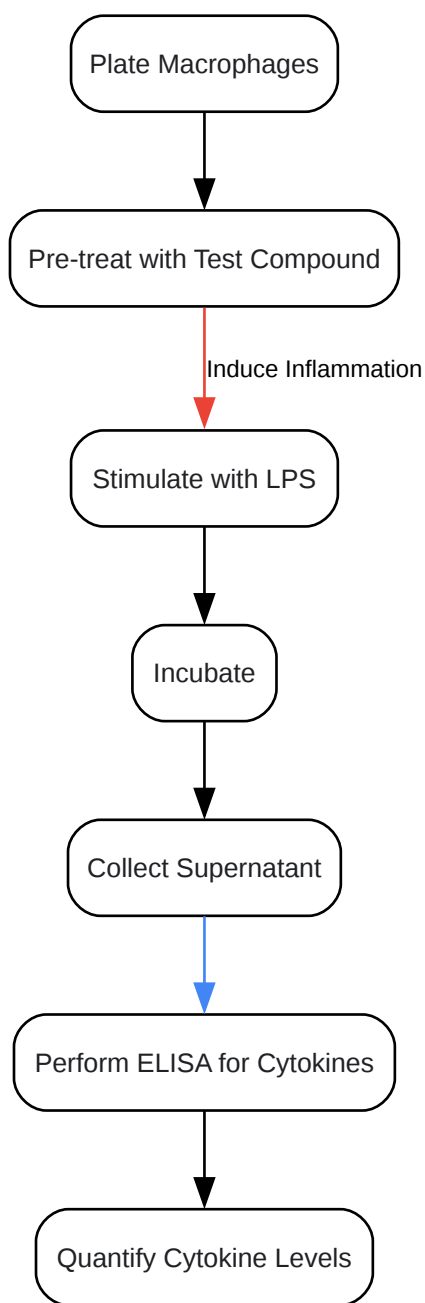 Plate Macrophages
Pre-treat with Test Compound
Induce Inflammation
Stimulate with LPS
Incubate
Collect Supernatant
Perform ELISA for Cytokines
Quantify Cytokine Levels